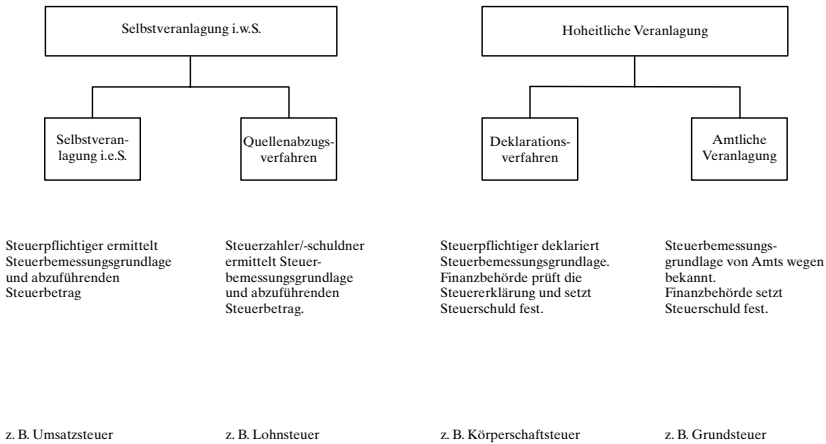 Selbstveranlagung i.w.S.
Hoheitliche Veranlagung
Selbstveran-
lagung i.e.S.
Quellenabzugs-
verfahren
Deklarations-
verfahren
Amtliche
Veranlagung
Steuerpflichtiger ermittelt
Steuerbemessungsgrundlage
und abzuführenden
Steuerbetrag
Steuerzahler/-schuldner
ermittelt Steuer-
bemessungsgrundlage
und abzuführenden
Steuerbetrag.
Steuerpflichtiger deklariert
Steuerbemessungsgrundlage.
Finanzbehörde prüft die
Steuererklärung und setzt
Steuerschuld fest.
Steuerbemessungs-
grundlage von Amts wegen
bekannt.
Finanzbehörde setzt
Steuerschuld fest.
z. B. Umsatzsteuer
z. B. Lohnsteuer
z. B. Körperschaftsteuer
z. B. Grundsteuer